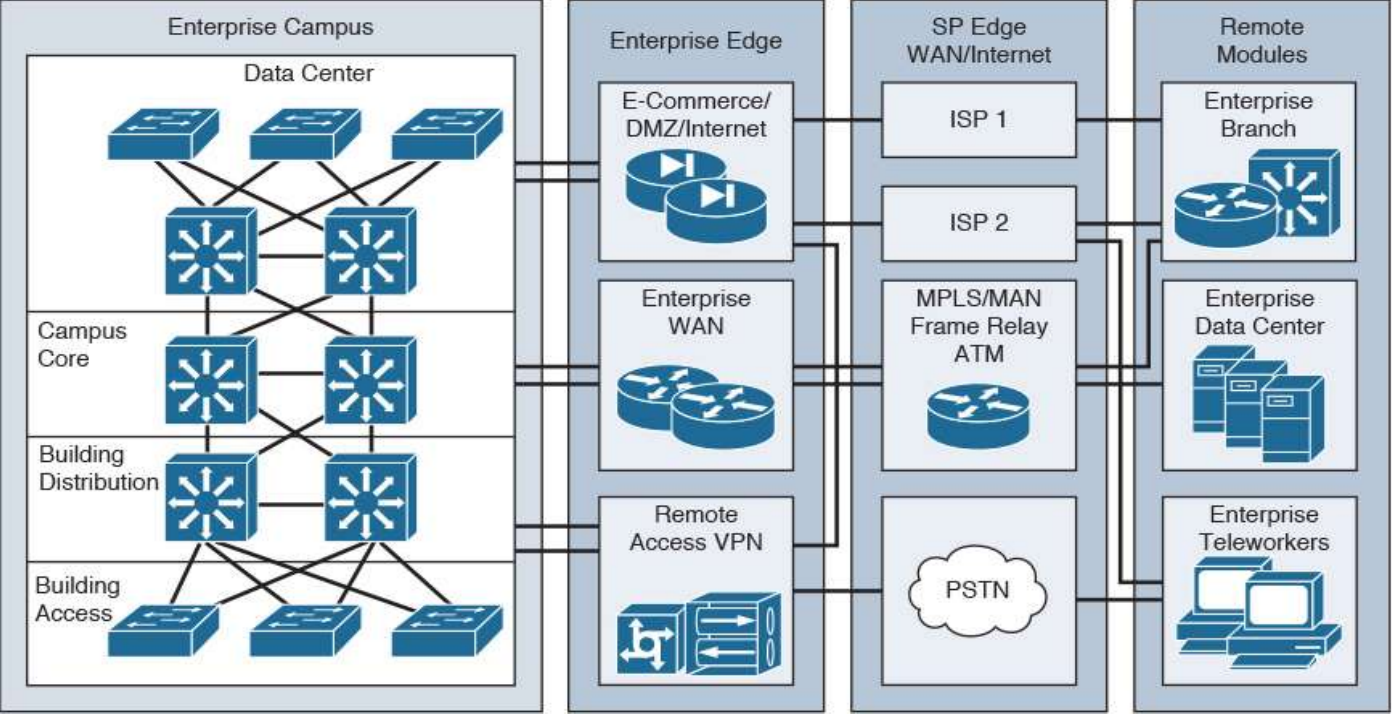 Enterprise Campus
Data Center
Campus
Core
Building
Distribution
Building
Access
Enterprise Edge
E-Commerce/
DMZ/Internet
Enterprise
WAN
Remote
Access VPN
SP Edge
WAN/Internet
ISP 1
ISP 2
MPLS/MAN
Frame Relay
ATM
PSTN
Remote
Modules
Enterprise
Branch
Enterprise
Data Center
Enterprise
Teleworkers